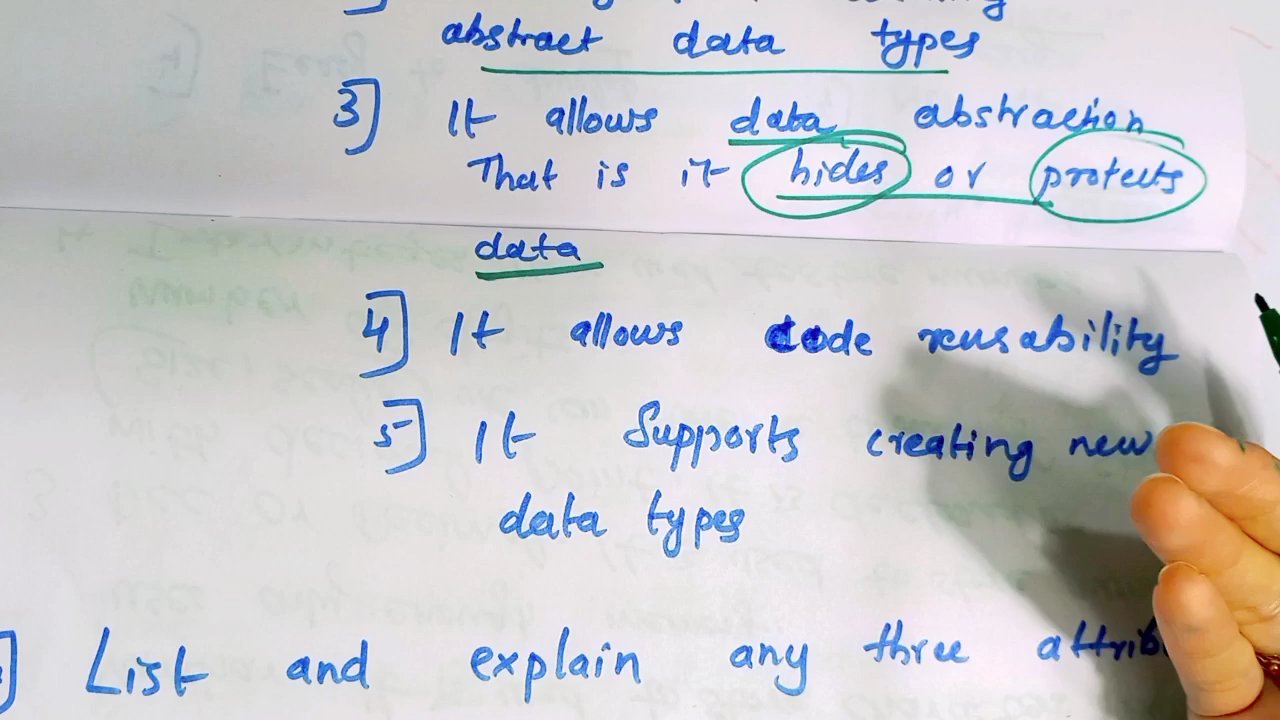 abstract data types
3] It allows data abstraction
That is it hides or protects
data
4] It allows code reusability
5] It Supports creating new
data types
List and explain any three